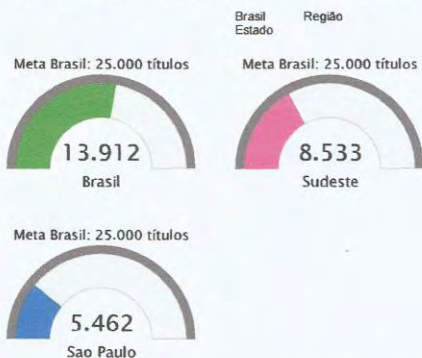 Brasil Região
Estado
Meta Brasil: 25.000 títulos
13.912
Brasil
Meta Brasil: 25.000 títulos
8.533
Sudeste
Meta Brasil: 25.000 títulos
5.462
Sao Paulo